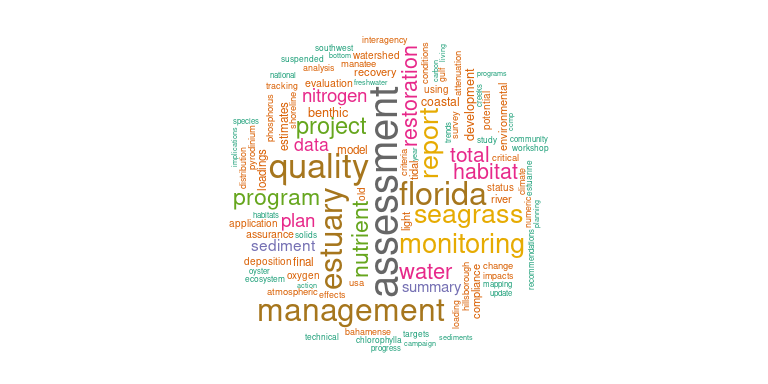 interagency
southwest
bottom
watershed
suspended
manatee
analysis
recovery
national
evaluation
freshwater
tracking
nitrogen
using
coastal
benthic
species
project
data
model
quality
program
habitats
application
plan
assurance
solids
sediment
deposition
final
oyster
ecosystem
oxygen
action
atmospheric
effects
usa
management
technical
bahamense
chlorophylla
progress
targets
campaign
sediments
assessment
restoration
conditions
carbon
gulf
living
attenuation
programs
development
creeks
potential
environmental
comp
report
survey
trends
study
community
workshop
total
critical
criteria
year
tidal
habitat
climate
estuarine
florida
status
river
numeric
planning
seagrass
light
monitoring
recommendations
water
summary
change
impacts
mapping
update
hillsborough
compliance
loading
phosphorus
shoreline
estimates
implications
distribution
pyrodinium
loadings
old
estuary
nutrient